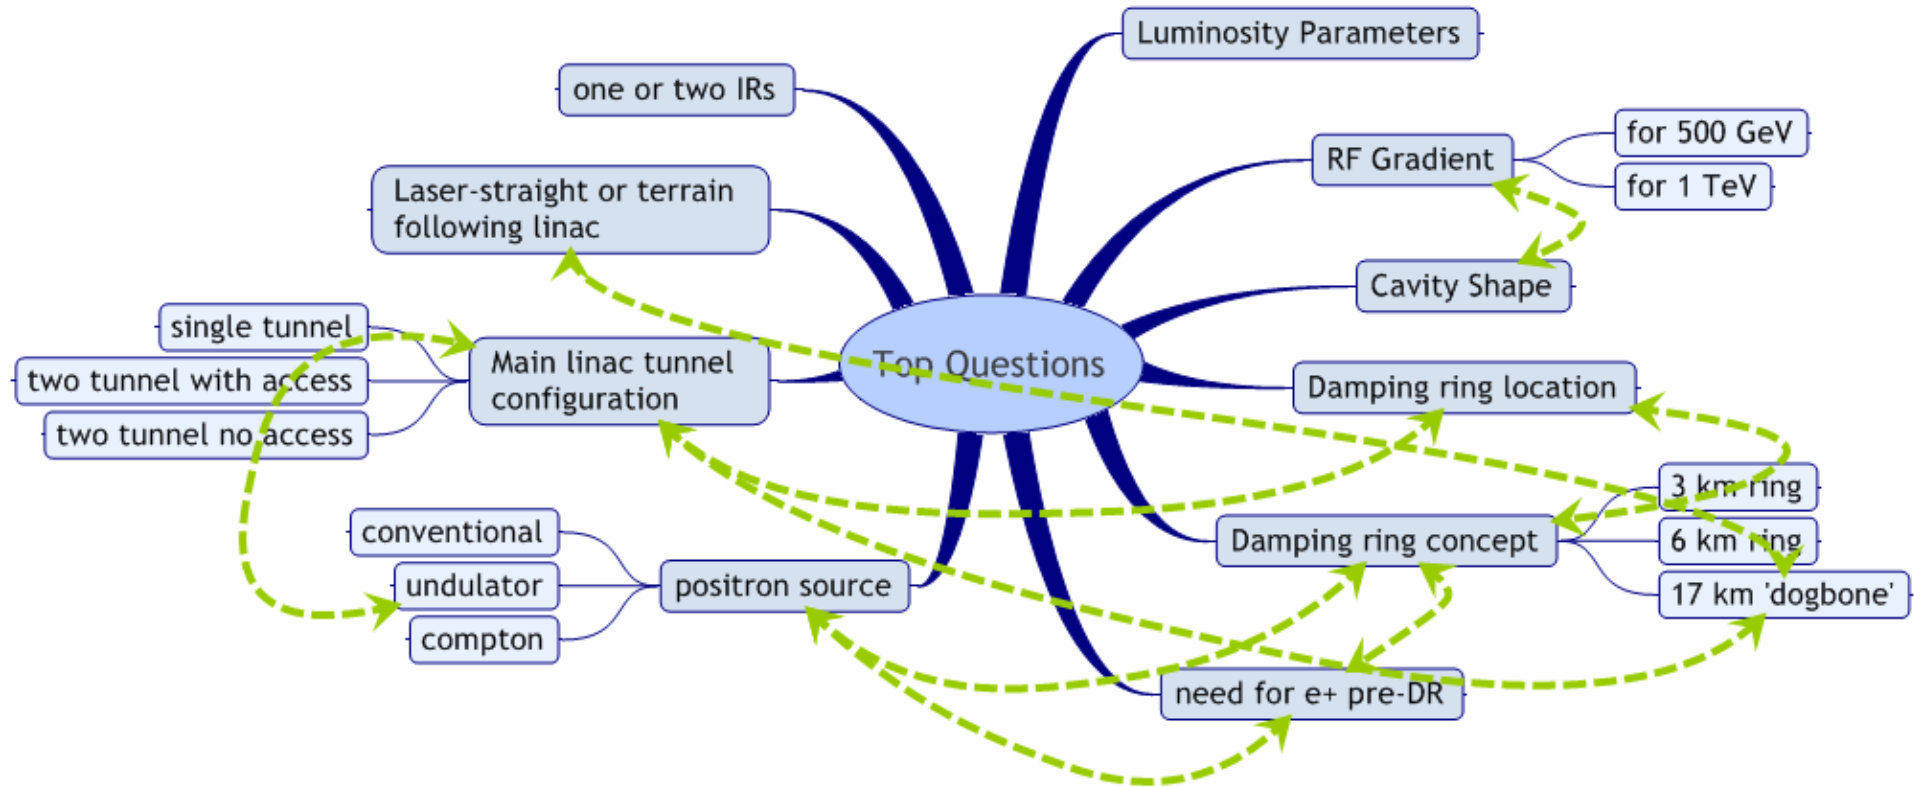 Luminosity Parameters
one or two IRs
for 500 GeV
RF Gradient
for 1 TeV
Laser-straight or terrain
following linac
Cavity Shape
single tunnel
Main linac tunnel
configuration
two tunnel with access
two tunnel no access
Top Questions
Damping ring location
3 km ring
Damping ring concept
6 km ring
17 km 'dogbone'
conventional
positron source
undulator
compton
need for e+ pre-DR